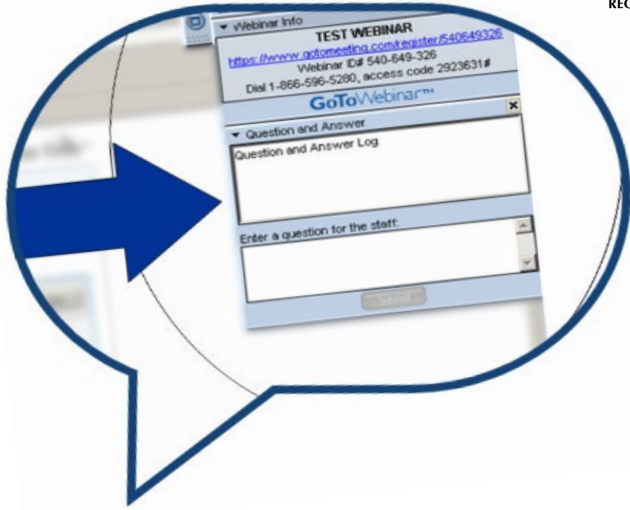 REC
Webinar Info
TEST WEBINAR
https://www.gotomeeting.com/register/540649326
Webinar ID# 540-649-326
Dial 1-866-596-5280, access code 2923631#
GoToWebinar™
Question and Answer
Question and Answer Log
Enter a question for the staff:
Send